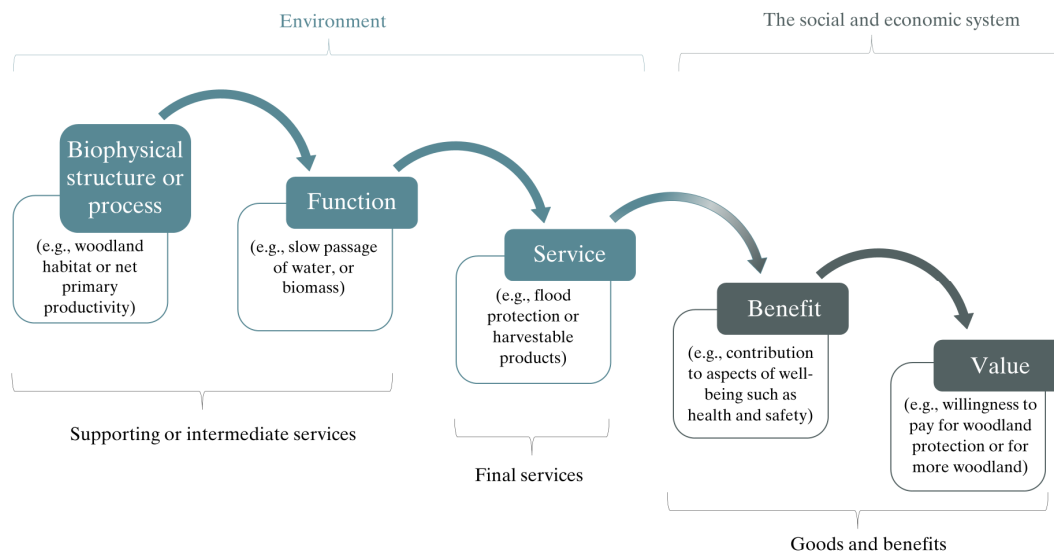 Environment
The social and economic system
Biophysical
structure or
process
(e.g., woodland
habitat or net
primary
productivity)
Function
(e.g., slow passage
of water, or
biomass)
Service
(e.g., flood
protection or
harvestable
products)
Benefit
(e.g., contribution
to aspects of well-
being such as
health and safety)
Value
(e.g., willingness to
pay for woodland
protection or for
more woodland)
Supporting or intermediate services
Final services
Goods and benefits